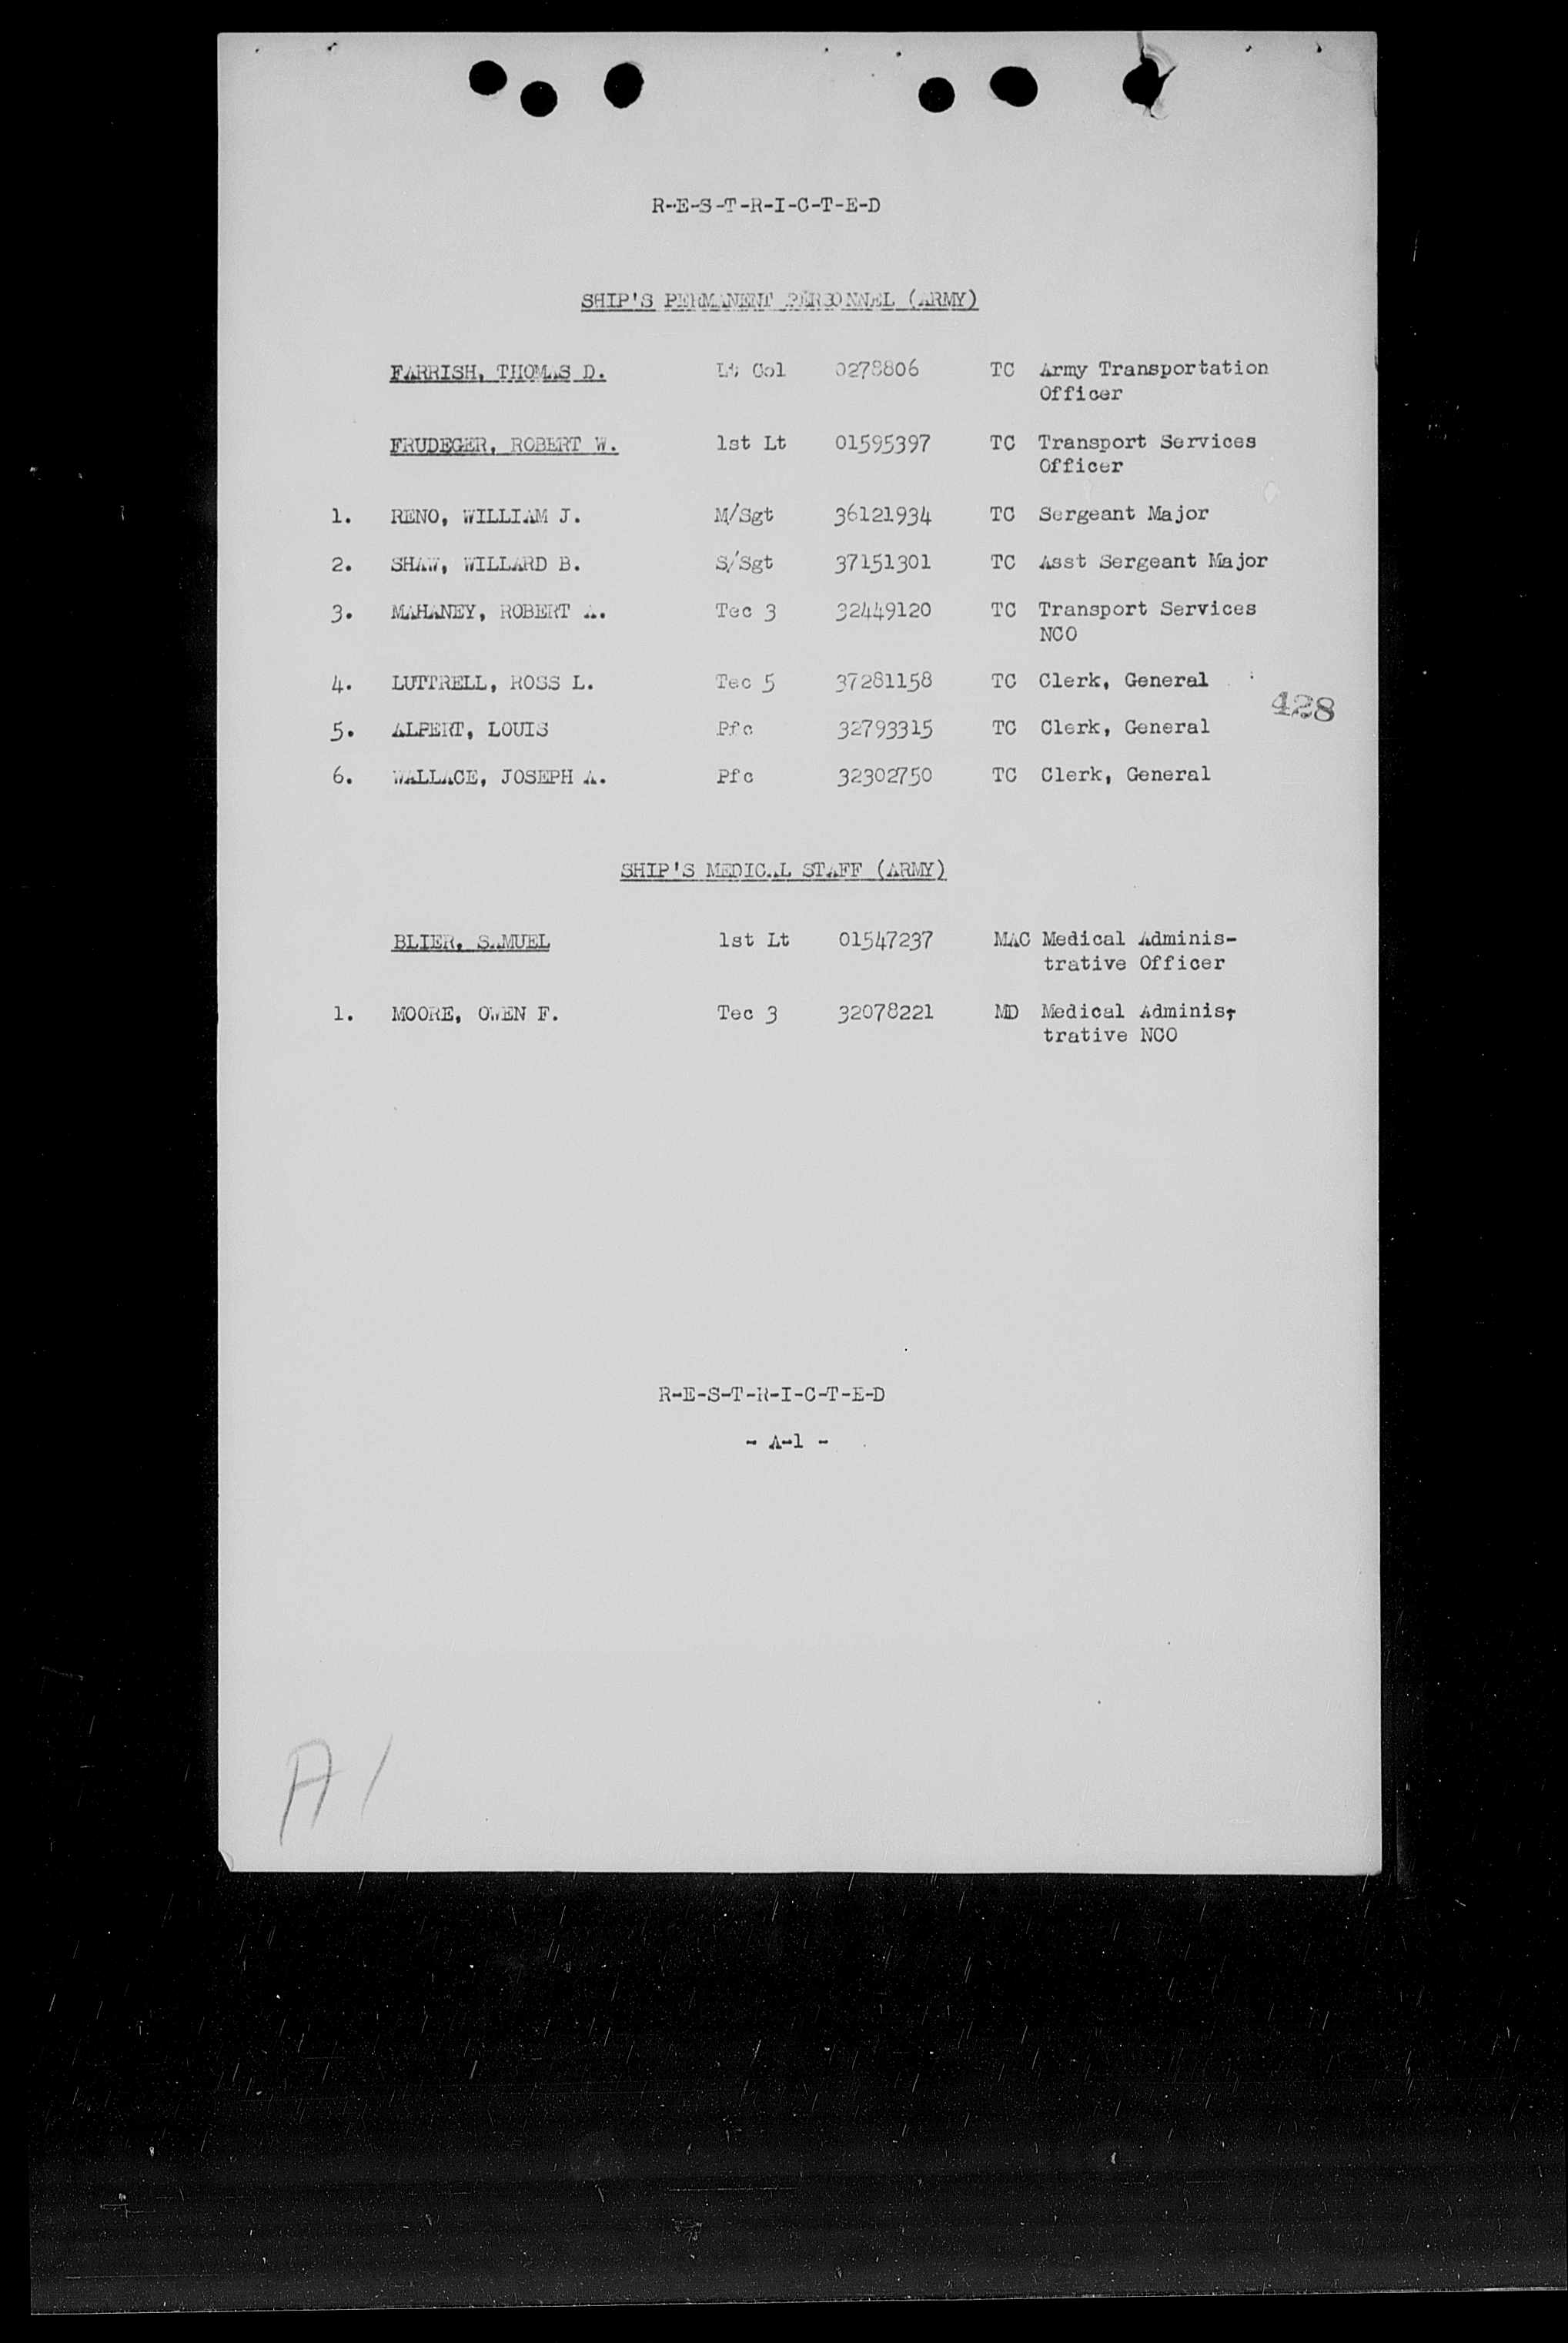 R-E-S-T-R-I-C-T-E-D
SHIP'S PERMANENT PERSONNEL (ARMY)
FARRISH, THOMAS D. Lt Col 0278806 TC Army Transportation
Officer
FRUDEGER, ROBERT W. 1st Lt 01595397 TC Transport Services
Officer
1. RENO, WILLIAM J. M/Sgt 36121934 TC Sergeant Major
2. SHAW, WILLARD B. S/Sgt 37151301 TC Asst Sergeant Major
3. MAHANEY, ROBERT A. Tec 3 32449120 TC Transport Services
NCO
4. LUTTRELL, ROSS L. Tec 5 37281158 TC Clerk, General
428
5. ALPERT, LOUIS Pfc 32793315 TC Clerk, General
6. WALLACE, JOSEPH A. Pfc 32302750 TC Clerk, General
SHIP'S MEDICAL STAFF (ARMY)
BLIER, SAMUEL 1st Lt 01547237 MAC Medical Adminis-
trative Officer
1. MOORE, OWEN F. Tec 3 32078221 MD Medical Adminis-
trative NCO
R-E-S-T-R-I-C-T-E-D
- A-1 -
A1